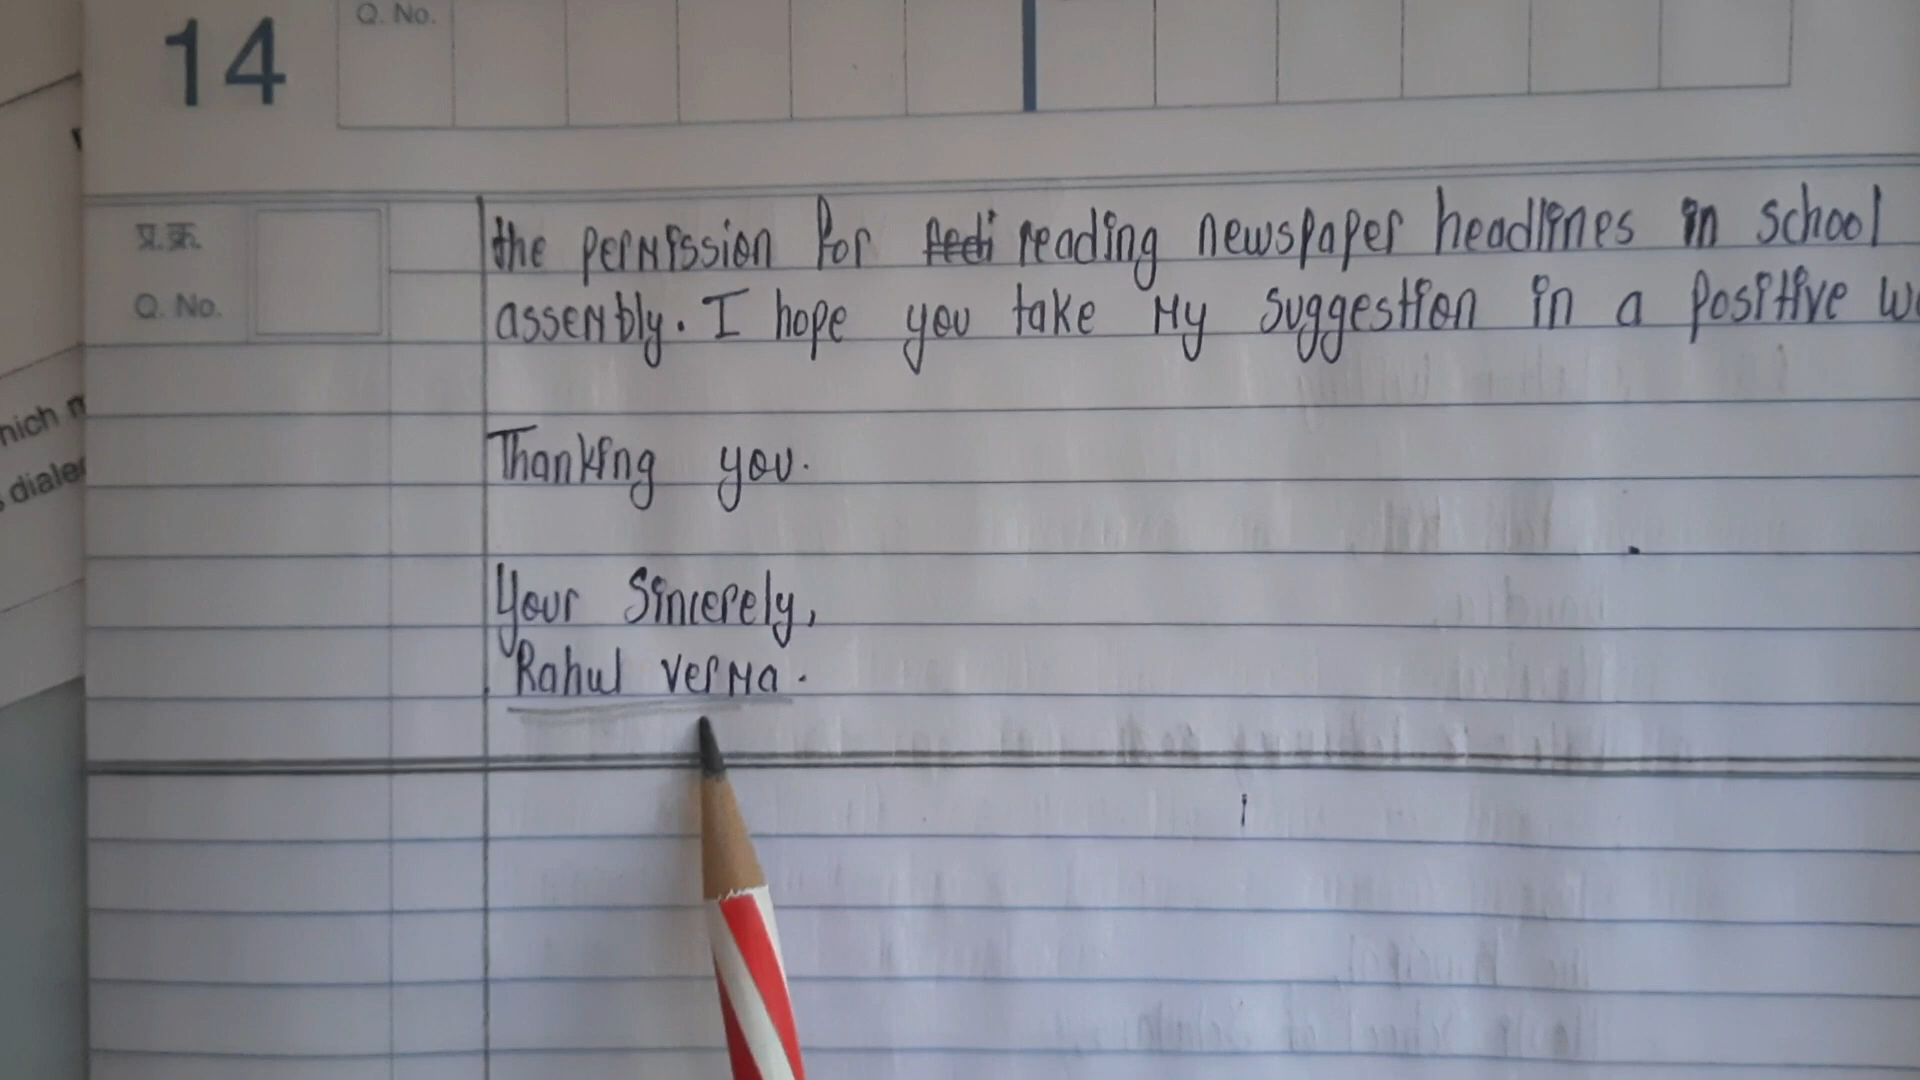 14
Q. No.
Q. No.
the permission for reading newspaper headlines in school
assembly. I hope you take my suggestion in a positive
Thanking you.
Your Sincerely,
Rahul Verma.